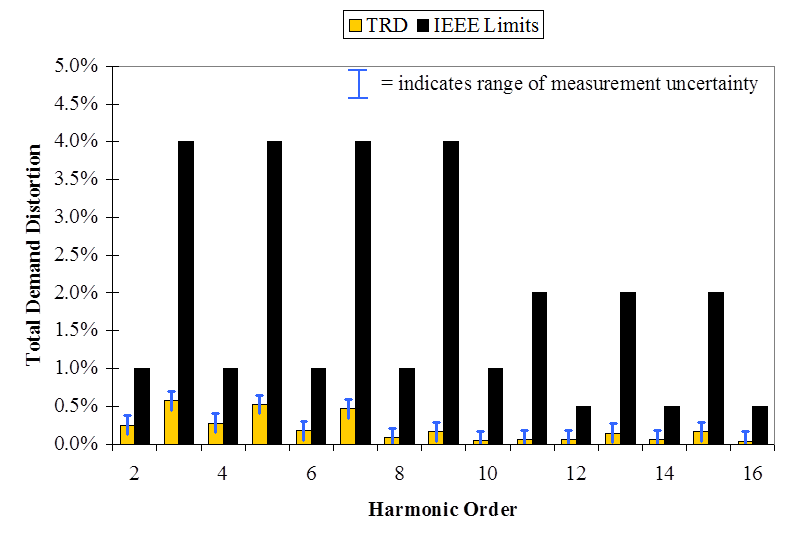 TRD IEEE Limits
= indicates range of measurement uncertainty
Total Demand Distortion
5.0%
4.5%
4.0%
3.5%
3.0%
2.5%
2.0%
1.5%
1.0%
0.5%
0.0%
2 4 6 8 10 12 14 16
Harmonic Order